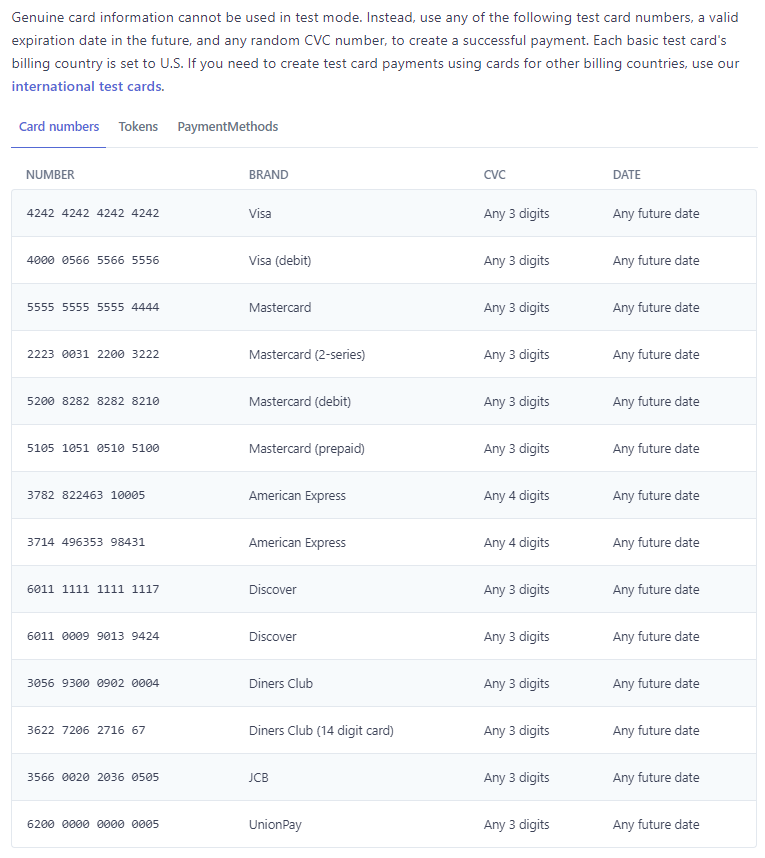 Genuine card information cannot be used in test mode. Instead, use any of the following test card numbers, a valid
expiration date in the future, and any random CVC number, to create a successful payment. Each basic test card's
billing country is set to U.S. If you need to create test card payments using cards for other billing countries, use our
international test cards.
Card numbers Tokens PaymentMethods
NUMBER BRAND CVC DATE
4242 4242 4242 4242 Visa Any 3 digits Any future date
4000 0566 5566 5556 Visa (debit) Any 3 digits Any future date
5555 5555 5555 4444 Mastercard Any 3 digits Any future date
2223 0031 2200 3222 Mastercard (2-series) Any 3 digits Any future date
5200 8282 8282 8210 Mastercard (debit) Any 3 digits Any future date
5105 1051 0510 5100 Mastercard (prepaid) Any 3 digits Any future date
3782 822463 10005 American Express Any 4 digits Any future date
3714 496353 98431 American Express Any 4 digits Any future date
6011 1111 1111 1117 Discover Any 3 digits Any future date
6011 0009 9013 9424 Discover Any 3 digits Any future date
3056 9300 0902 0004 Diners Club Any 3 digits Any future date
3622 7206 2716 67 Diners Club (14 digit card) Any 3 digits Any future date
3566 0020 2036 0505 JCB Any 3 digits Any future date
6200 0000 0000 0005 UnionPay Any 3 digits Any future date